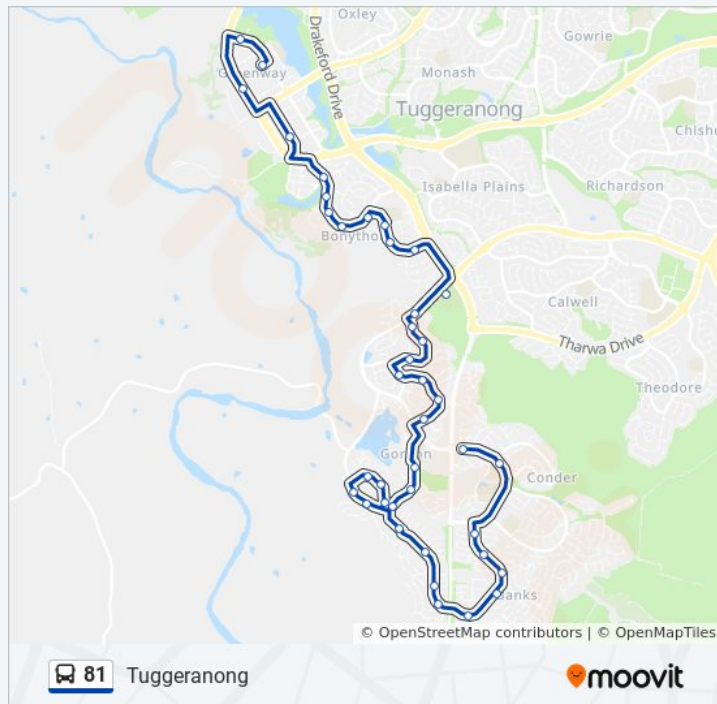 Oxley
Gowrie
Drakeford Drive
Greenway
Monash
Tuggeranong
Chisho
Isabella Plains
Richardson
Bonytho
Calwell
Tharwa Drive
Theodore
Gordon
Conder
Banks
© OpenStreetMap contributors | © OpenMapTiles
81 Tuggeranong
moovit